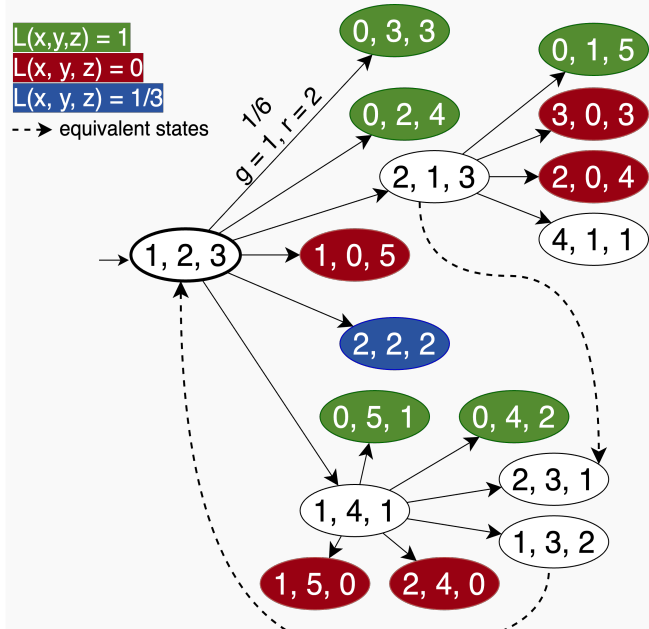 L(x,y,z) = 1
L(x, y, z) = 0
L(x, y, z) = 1/3
equivalent states
0, 3, 3
0, 1, 5
1/6
g = 1, r = 2
0, 2, 4
3, 0, 3
2, 1, 3
2, 0, 4
4, 1, 1
1, 2, 3
1, 0, 5
2, 2, 2
0, 5, 1
0, 4, 2
2, 3, 1
1, 4, 1
1, 3, 2
1, 5, 0
2, 4, 0